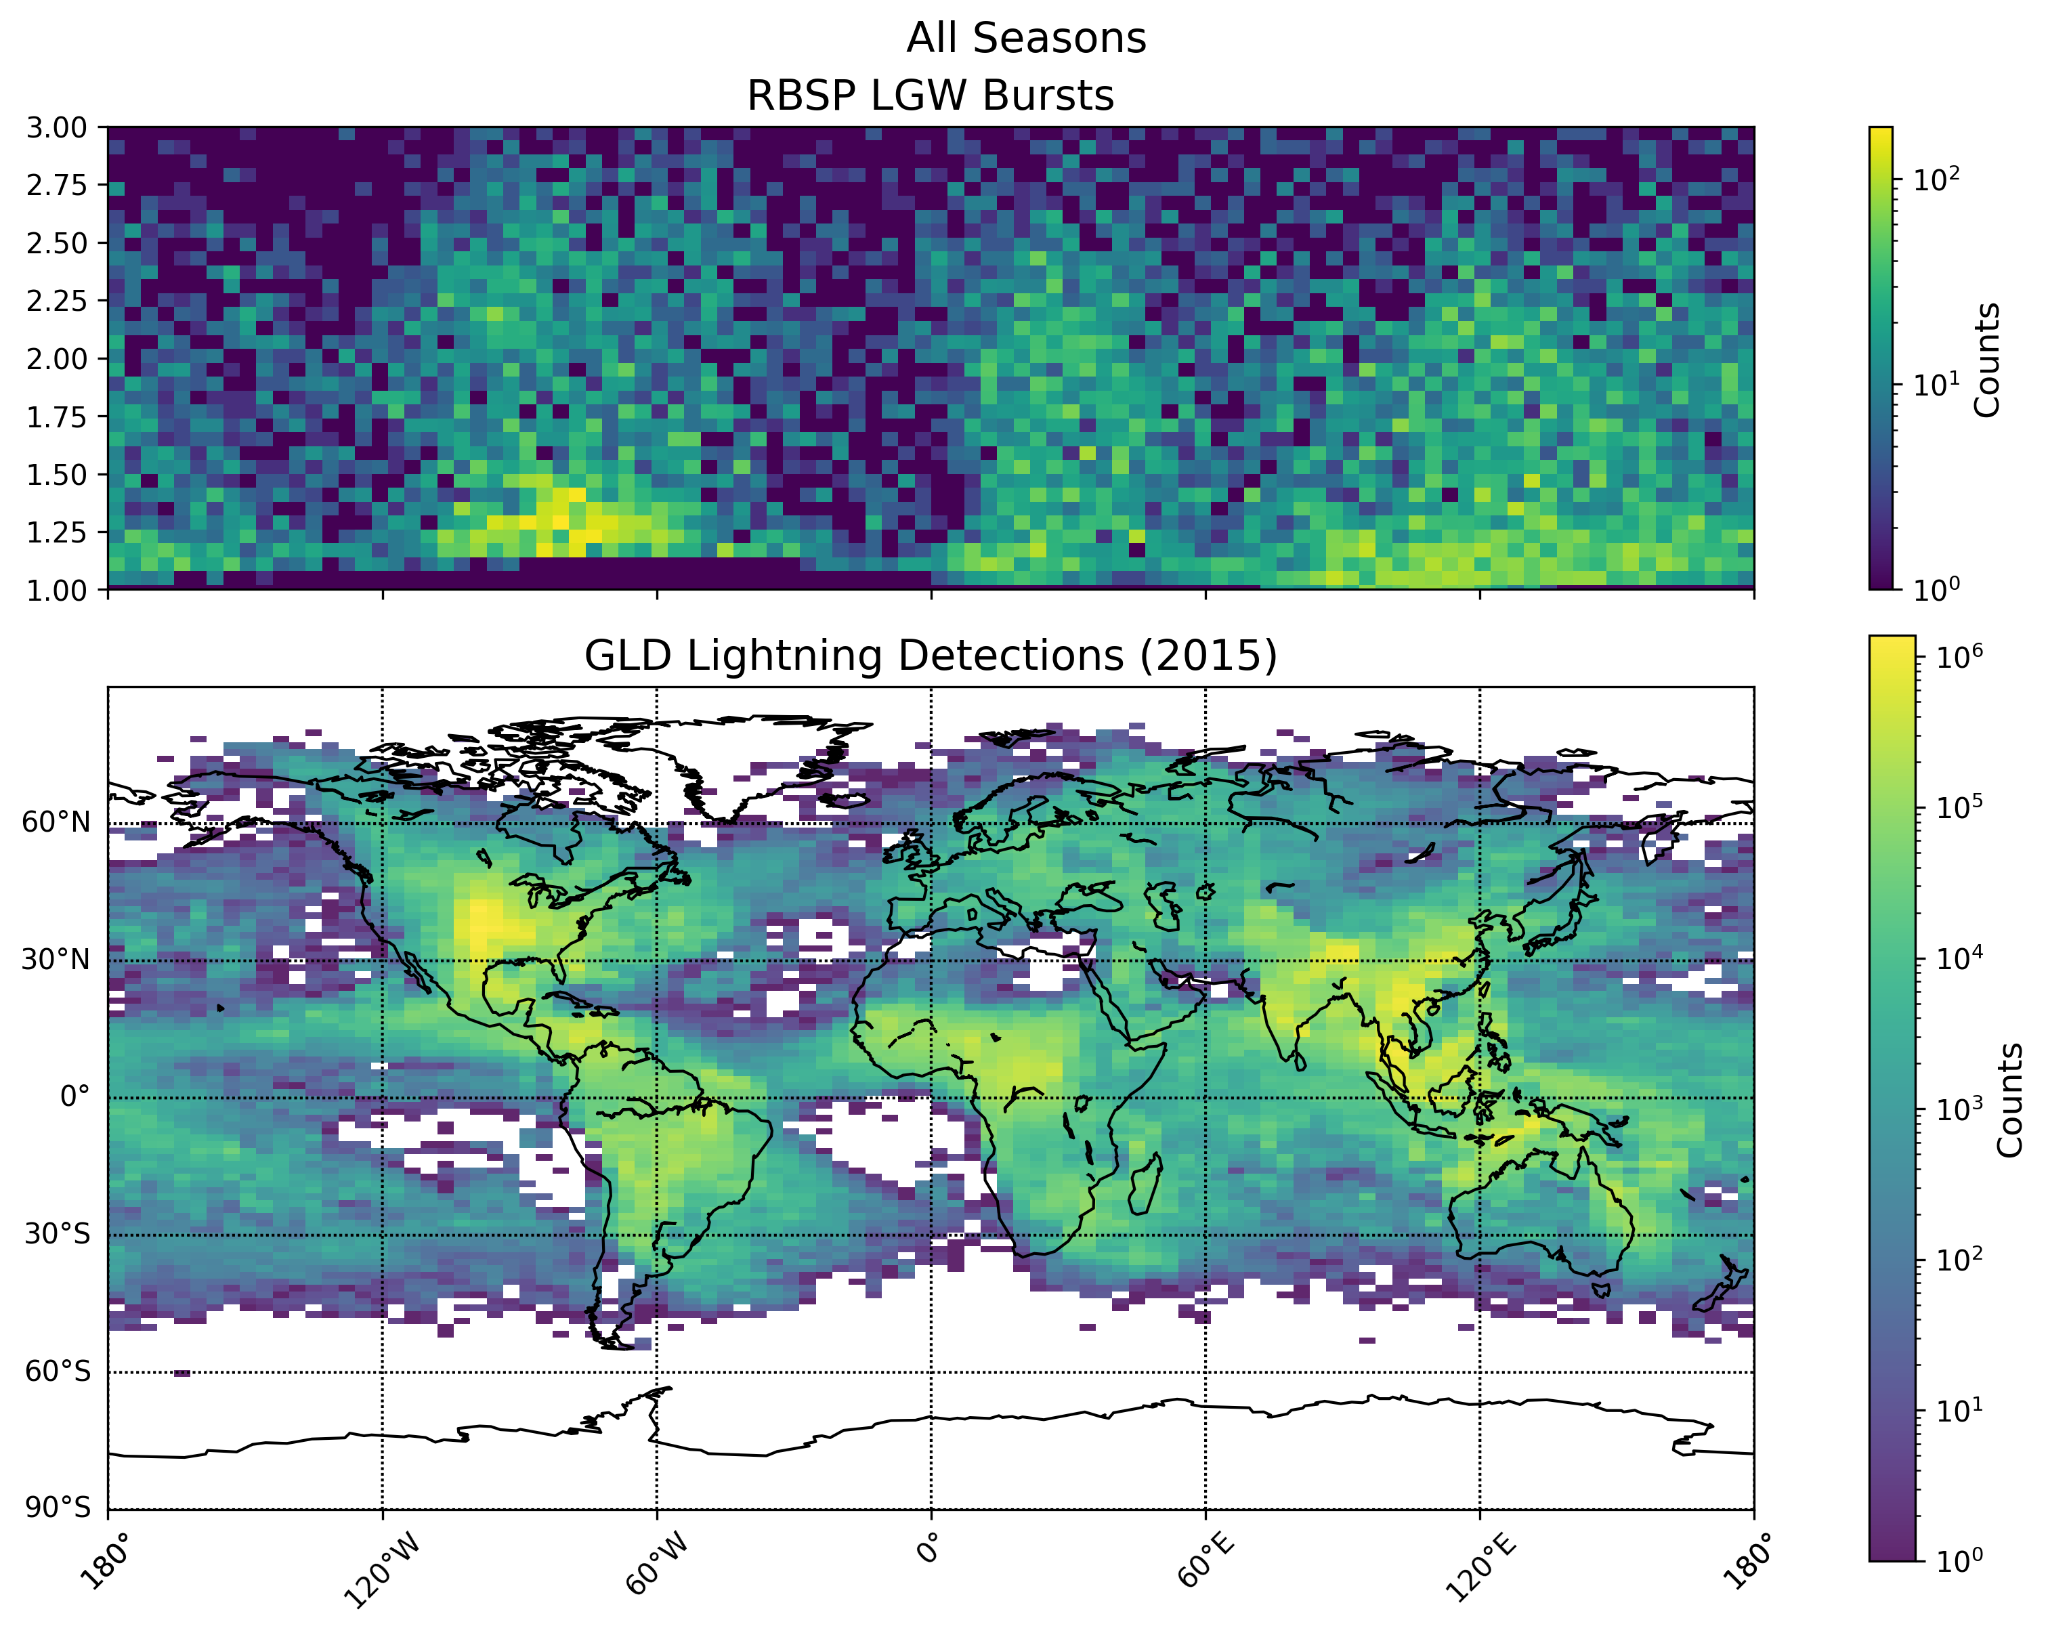 All Seasons
RBSP LGW Bursts
3.00
2.75
2.50
2.25
2.00
1.75
1.50
1.25
1.00
10²
10¹
10⁰
Counts
GLD Lightning Detections (2015)
60°N
30°N
0°
30°S
60°S
90°S
180°
120°W
60°W
0°
60°E
120°E
180°
10⁶
10⁵
10⁴
10³
10²
10¹
10⁰
Counts